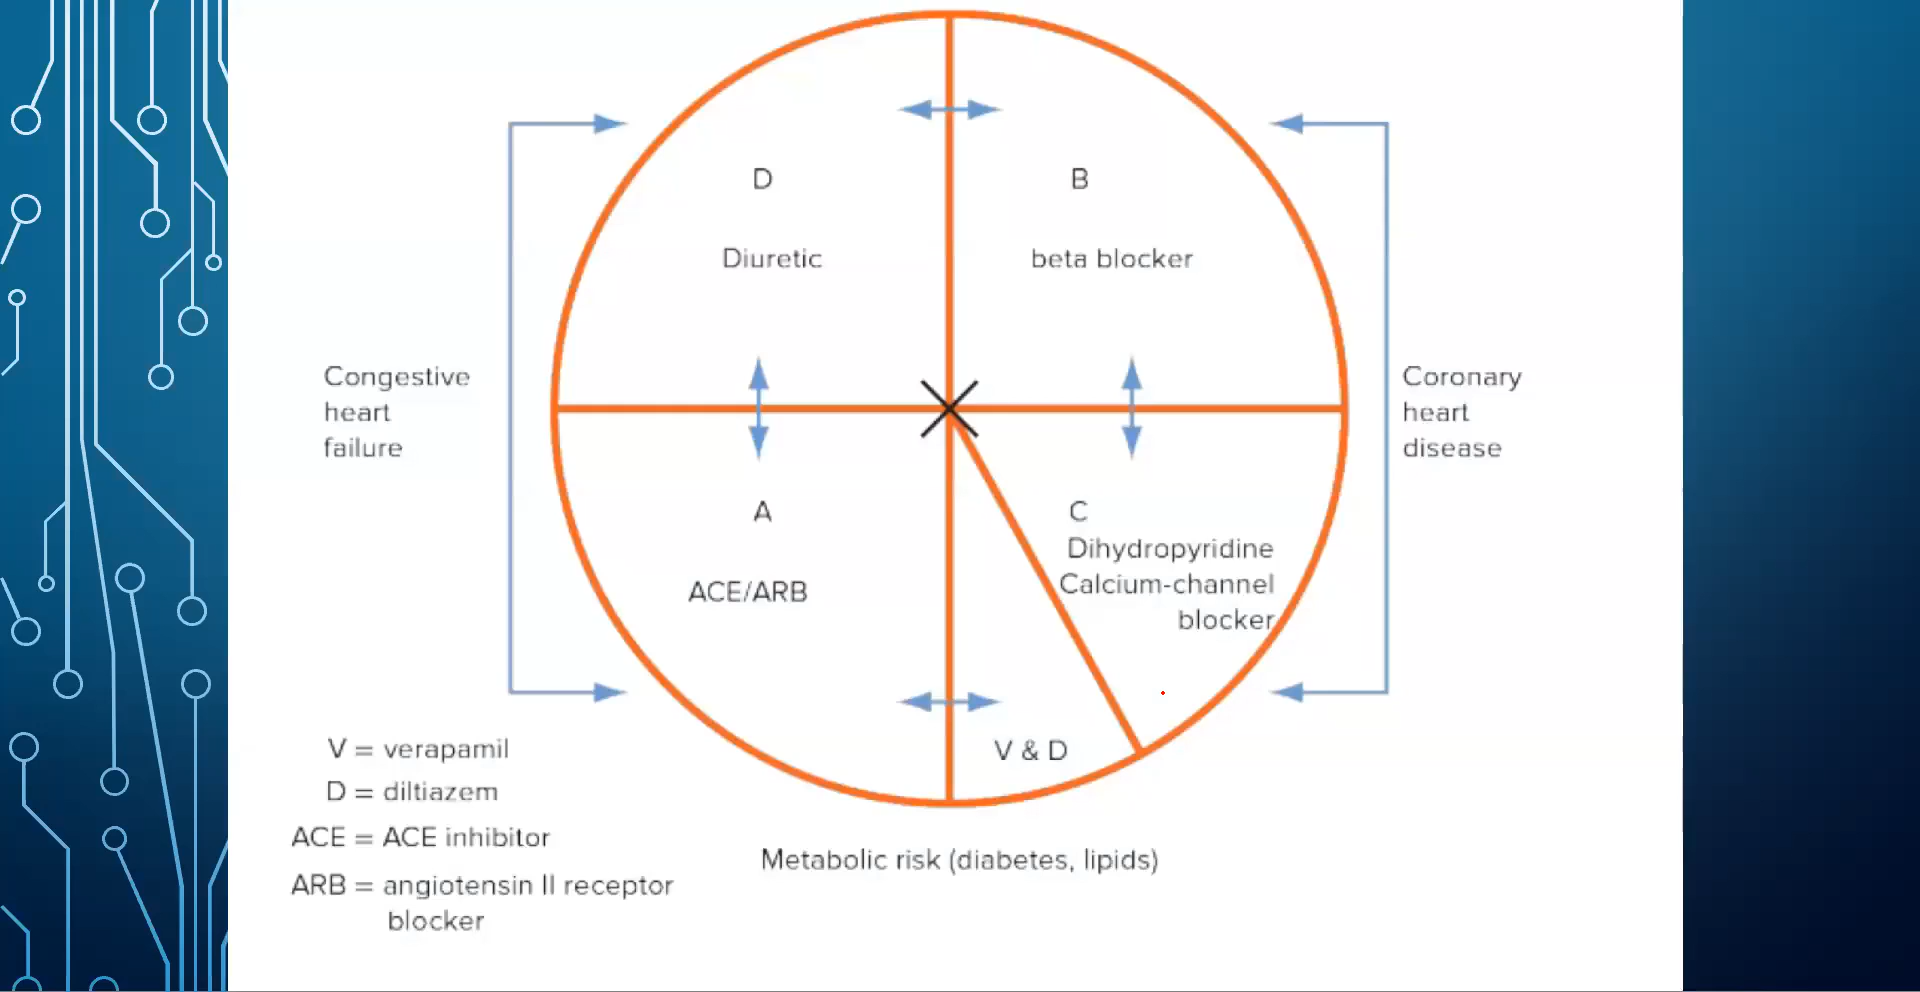 D
B
Diuretic
beta blocker
Congestive
heart
failure
Coronary
heart
disease
A
ACE/ARB
C
Dihydropyridine
Calcium-channel
blocker
V & D
V = verapamil
D = diltiazem
ACE = ACE inhibitor
ARB = angiotensin II receptor
blocker
Metabolic risk (diabetes, lipids)